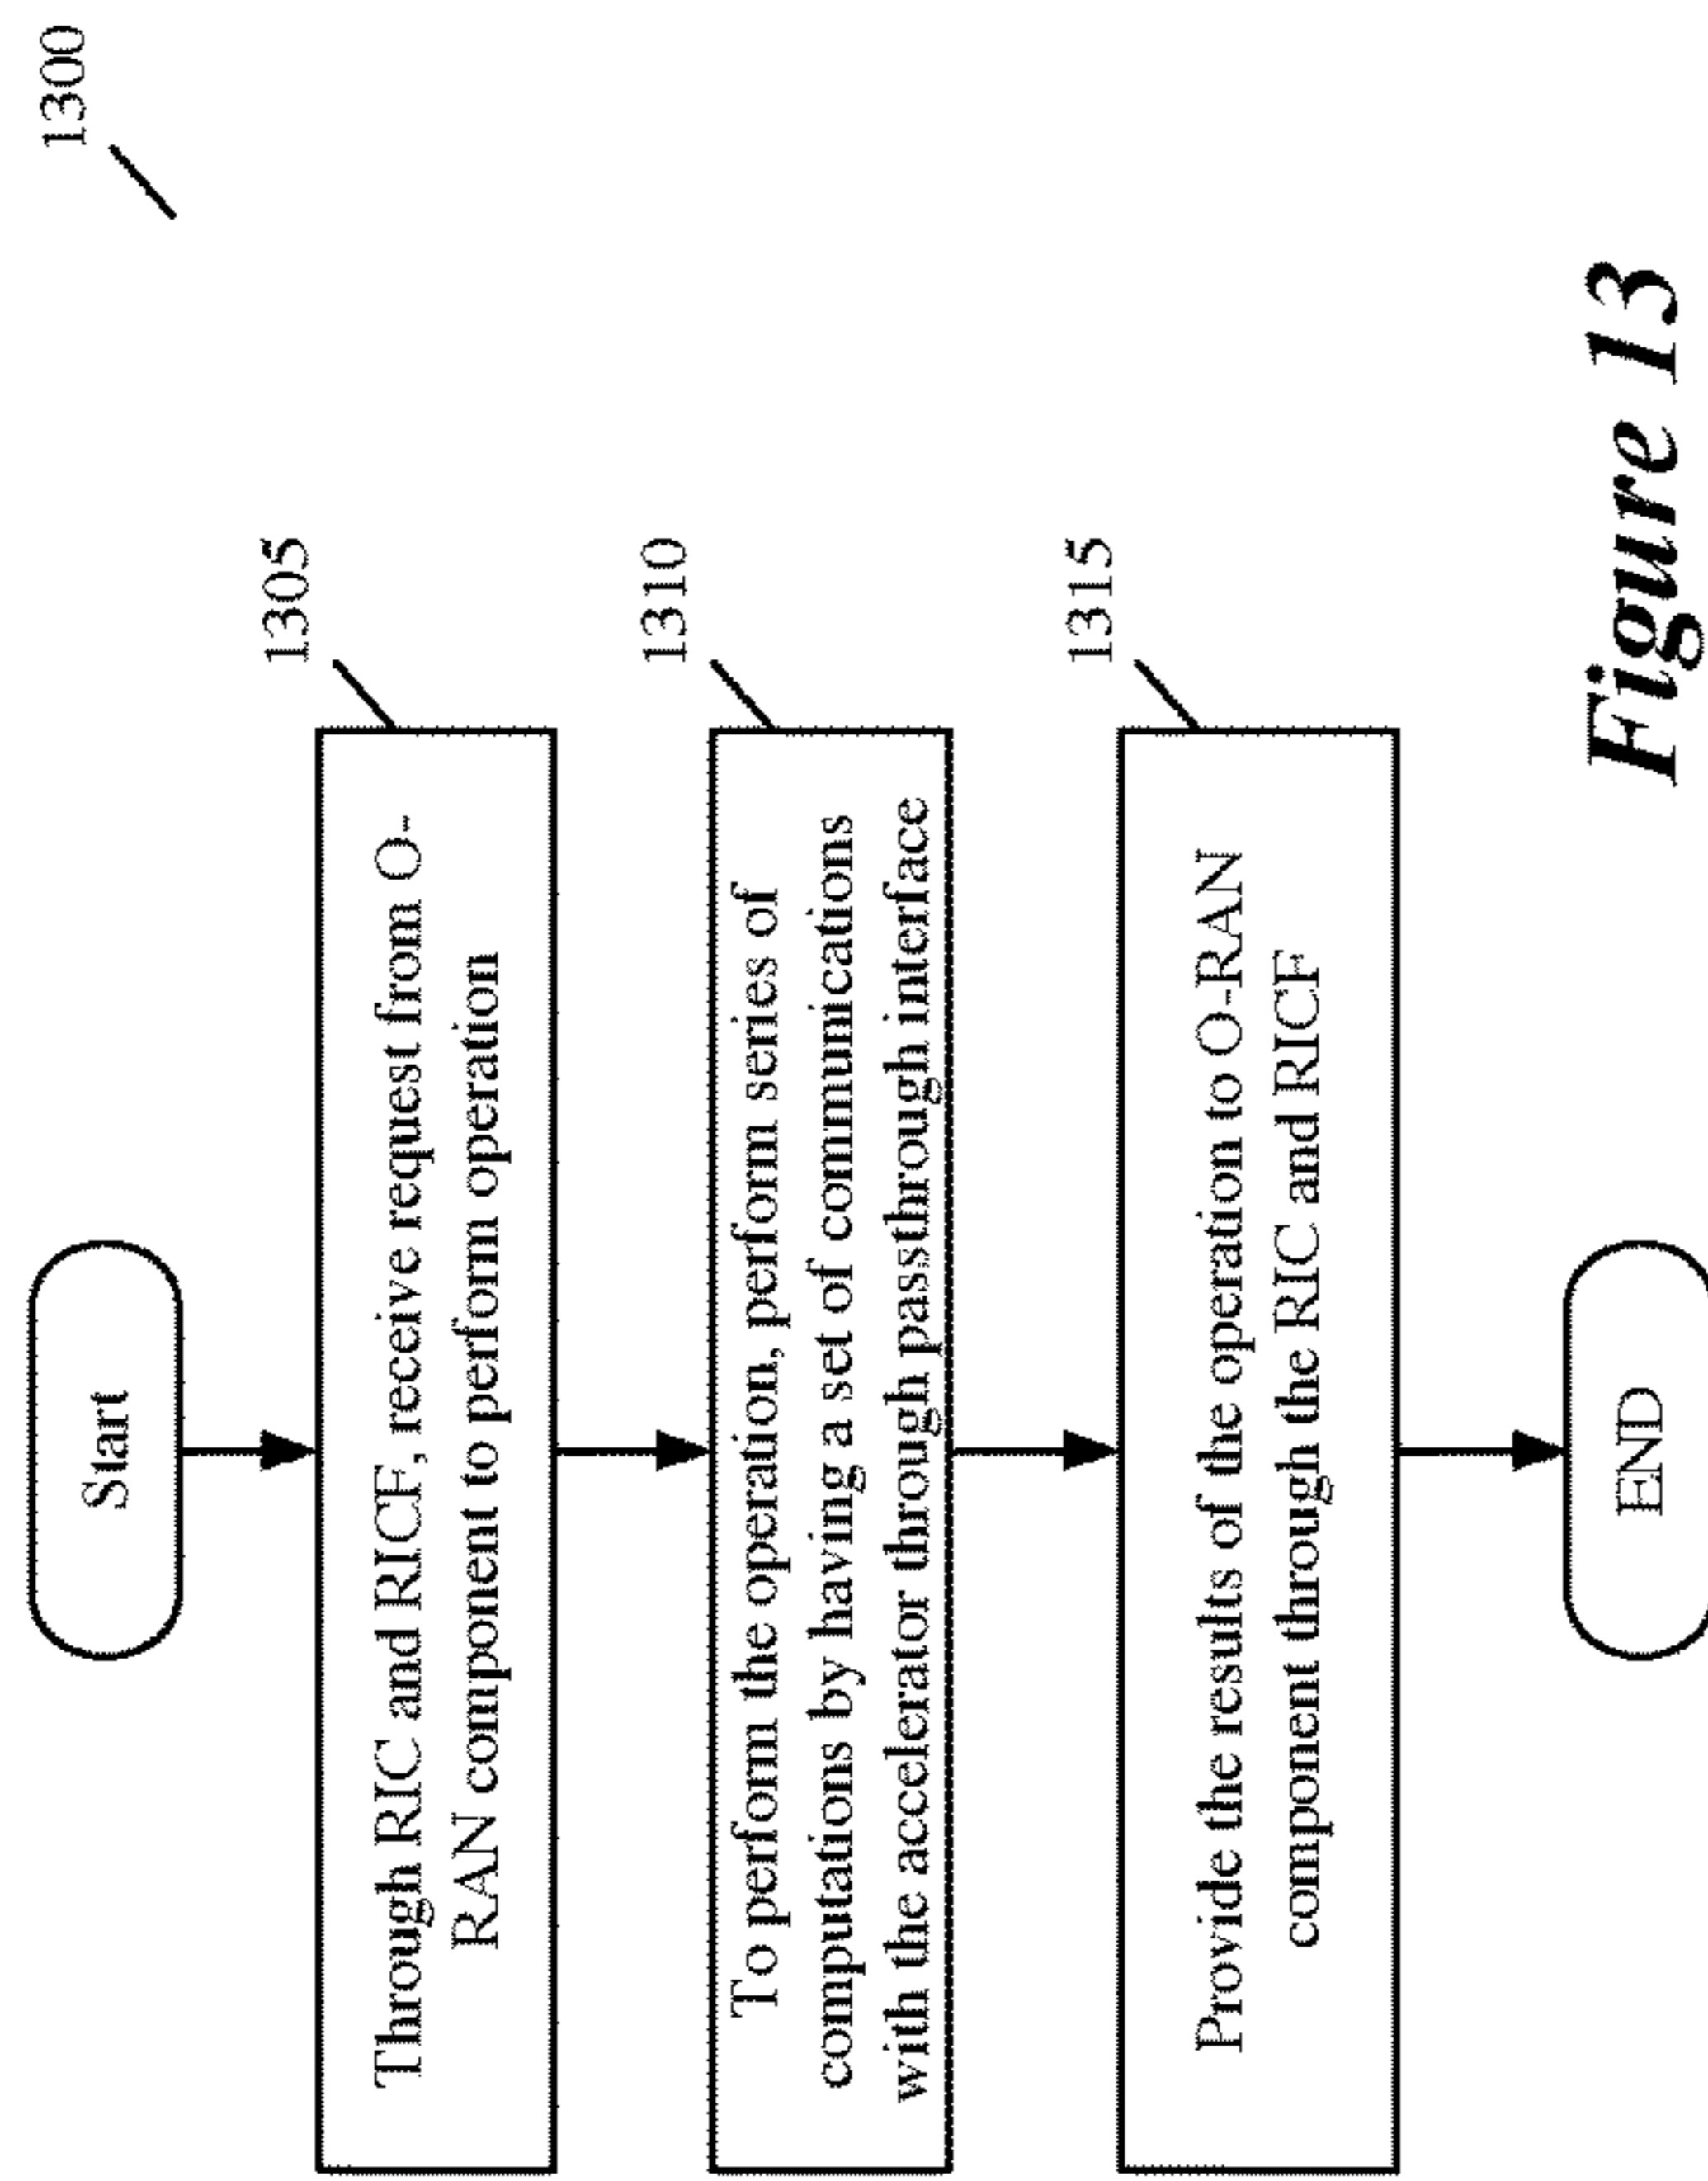 1300
Start
Through RIC and RICF, receive request from O-
RAN component to perform operation
1305
To perform the operation, perform series of
computations by having a set of communications
with the accelerator through passthrough interface
1310
Provide the results of the operation to O-RAN
component through the RIC and RICF
1315
END
Figure 13